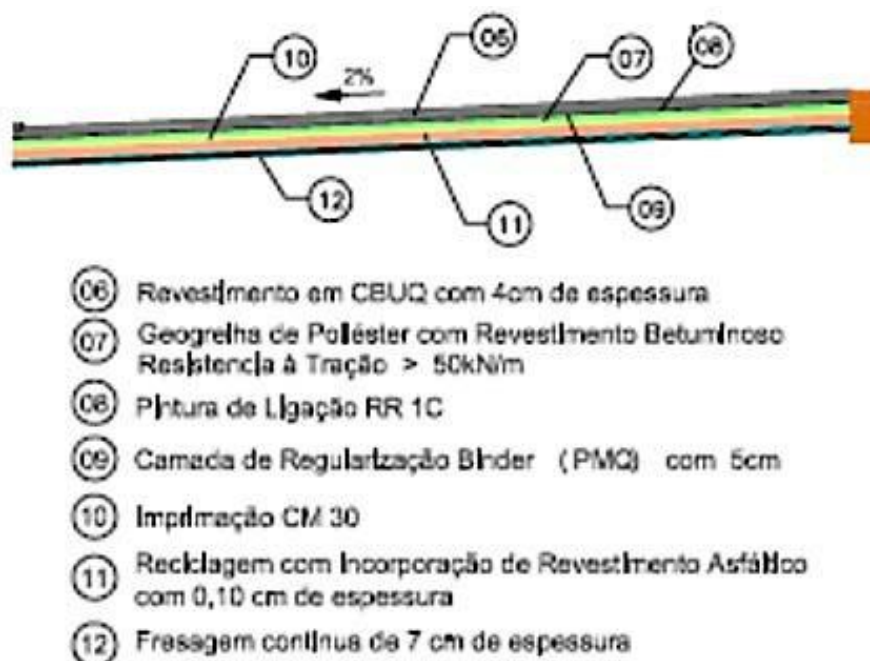 10
2%
06
07
08
12
11
09
06 Revestimento em CBUQ com 4cm de espessura
07 Geogrelha de Poliéster com Revestimento Betuminoso
Resistencia à Tração > 50kN/m
08 Pintura de Ligação RR 1C
09 Camada de Regularização Binder (PMQ) com 5cm
10 Imprimação CM 30
11 Reciclagem com Incorporação de Revestimento Asfáltico
com 0,10 cm de espessura
12 Fresagem continua de 7 cm de espessura